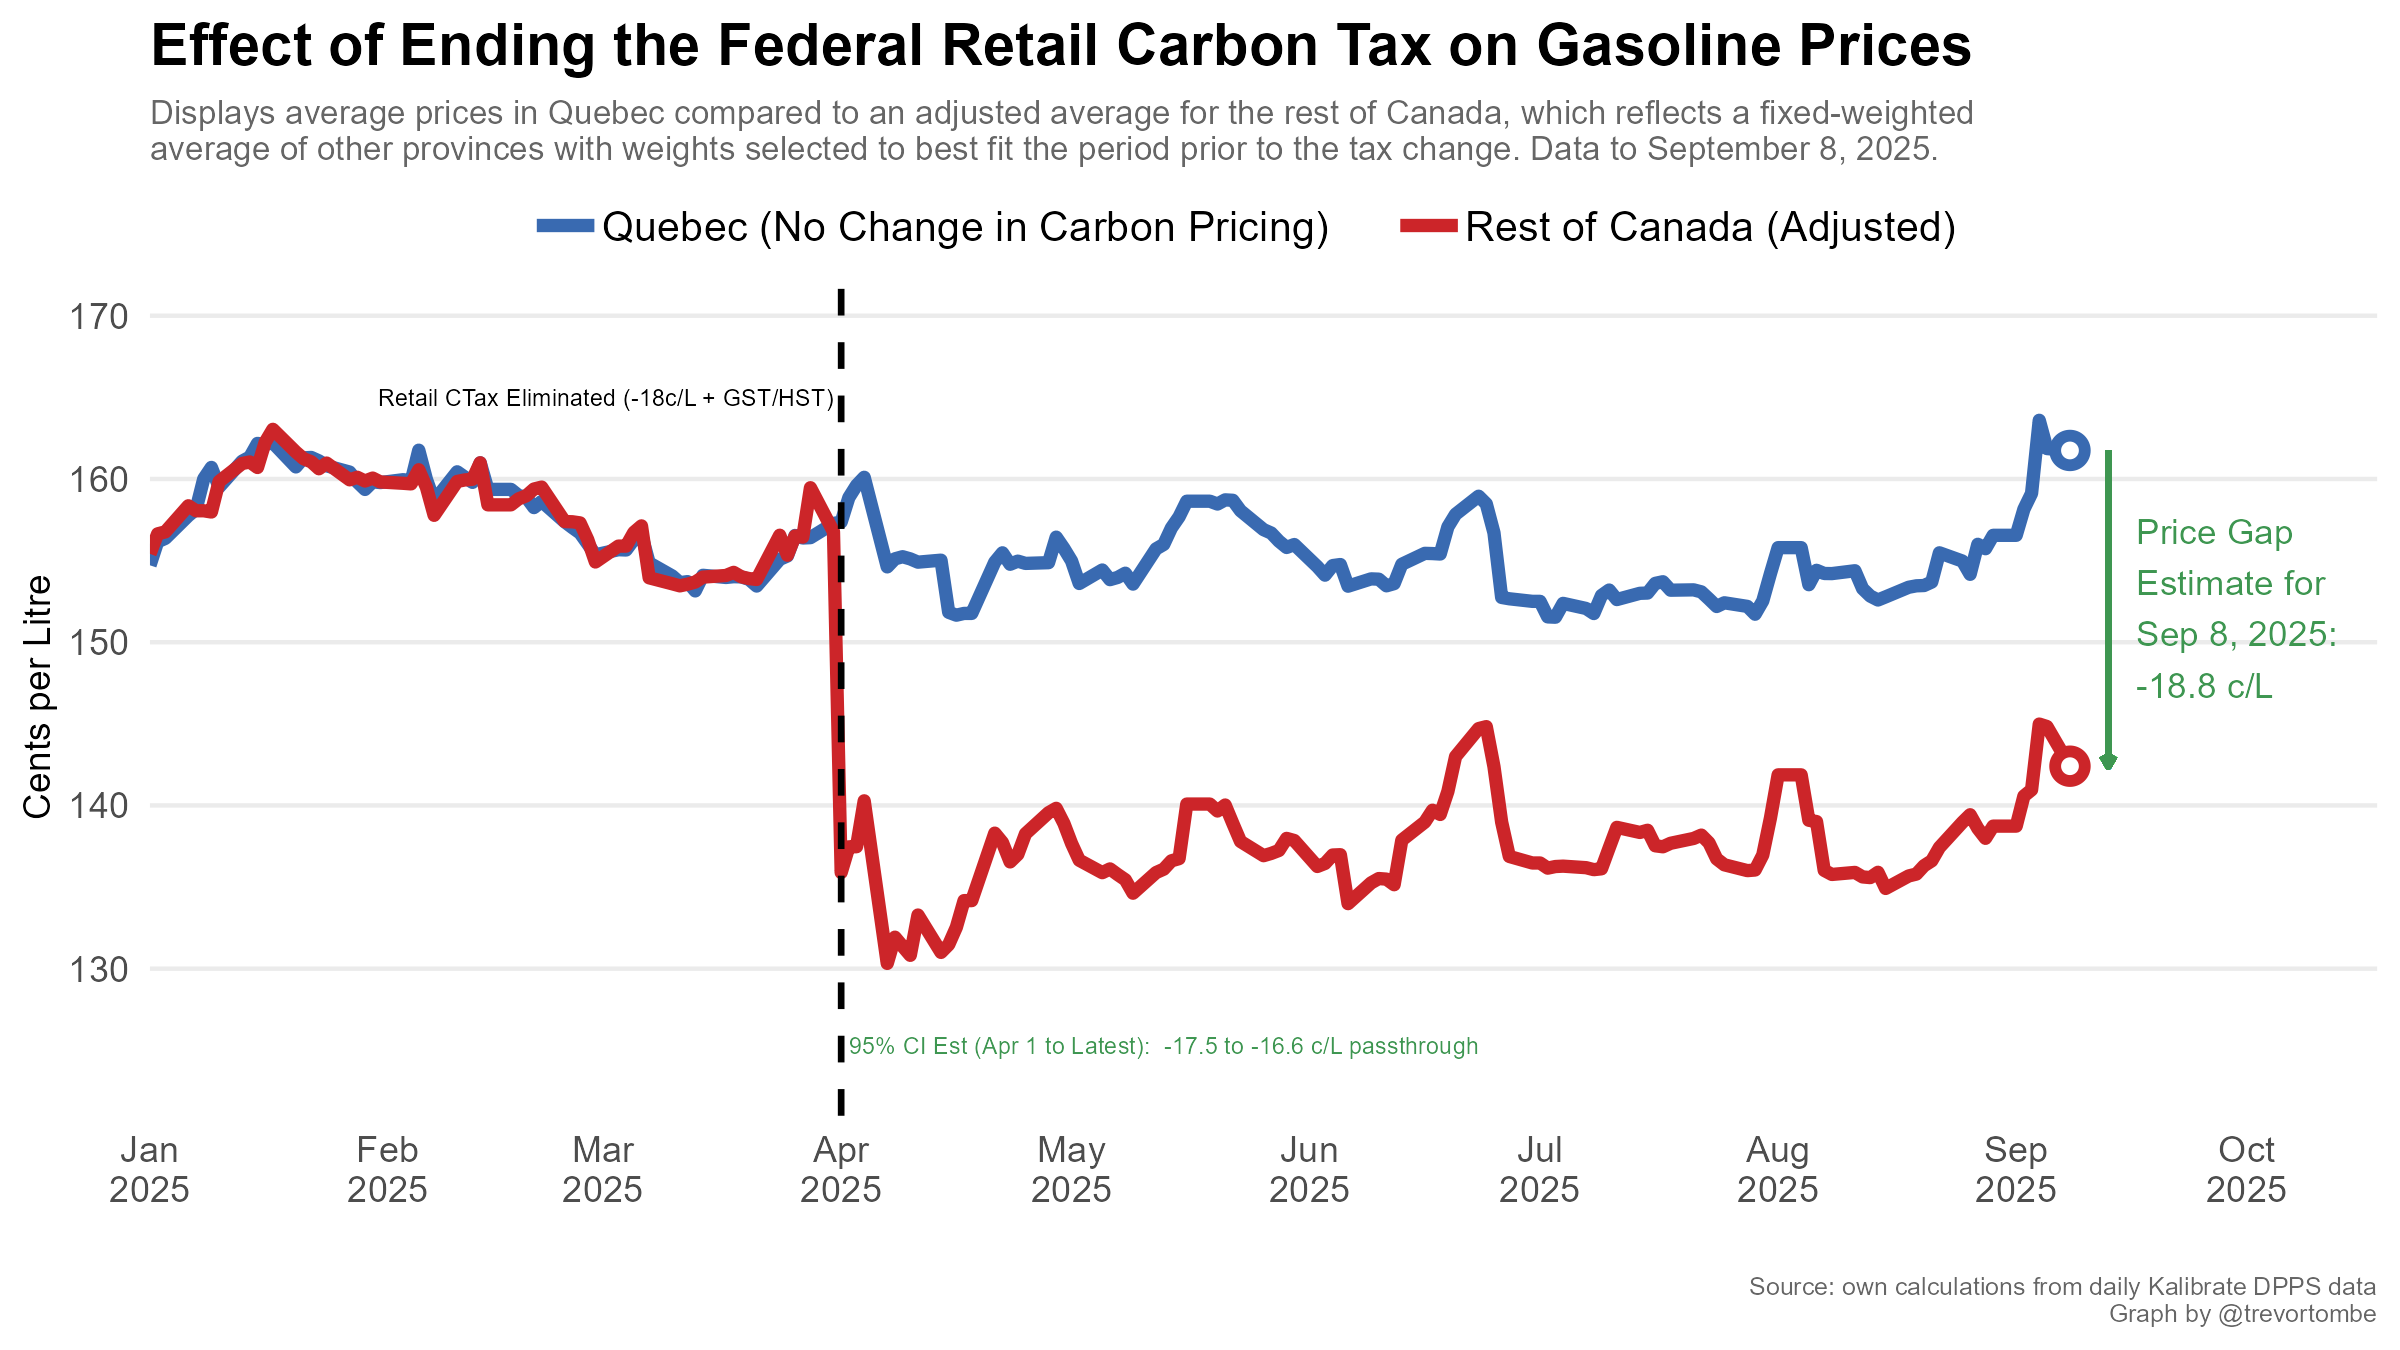 Effect of Ending the Federal Retail Carbon Tax on Gasoline Prices
Displays average prices in Quebec compared to an adjusted average for the rest of Canada, which reflects a fixed-weighted
average of other provinces with weights selected to best fit the period prior to the tax change. Data to September 8, 2025.
Quebec (No Change in Carbon Pricing)
Rest of Canada (Adjusted)
Cents per Litre
170
160
150
140
130
Retail CTax Eliminated (-18c/L + GST/HST)
Price Gap
Estimate for
Sep 8, 2025:
-18.8 c/L
95% CI Est (Apr 1 to Latest):  -17.5 to -16.6 c/L passthrough
Jan
2025
Feb
2025
Mar
2025
Apr
2025
May
2025
Jun
2025
Jul
2025
Aug
2025
Sep
2025
Oct
2025
Source: own calculations from daily Kalibrate DPPS data
Graph by @trevortombe